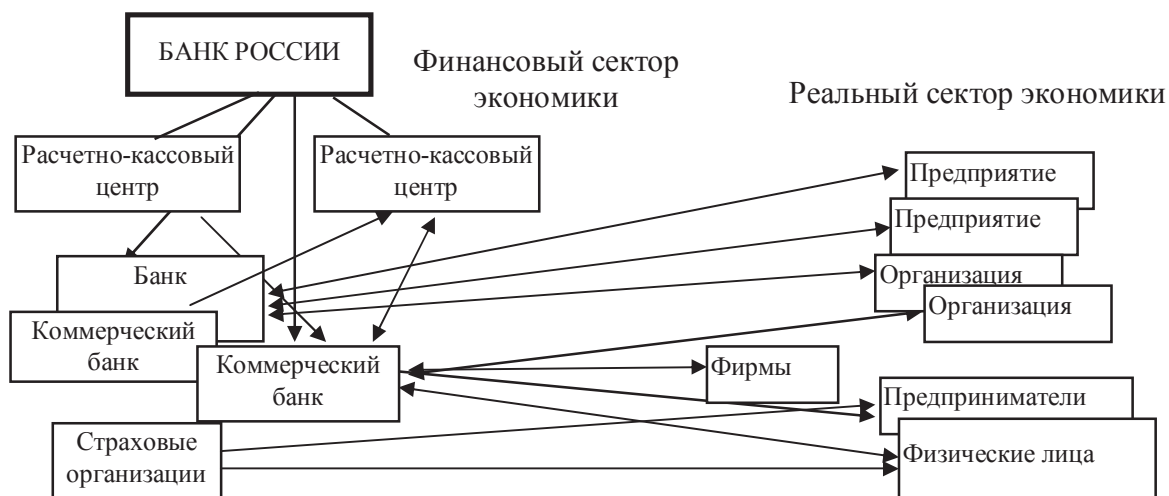 БАНК РОССИИ
Финансовый сектор
экономики
Реальный сектор экономики
Расчетно-кассовый
центр
Расчетно-кассовый
центр
Предприятие
Предприятие
Банк
Организация
Организация
Коммерческий
банк
Коммерческий
банк
Фирмы
Предприниматели
Страховые
организации
Физические лица